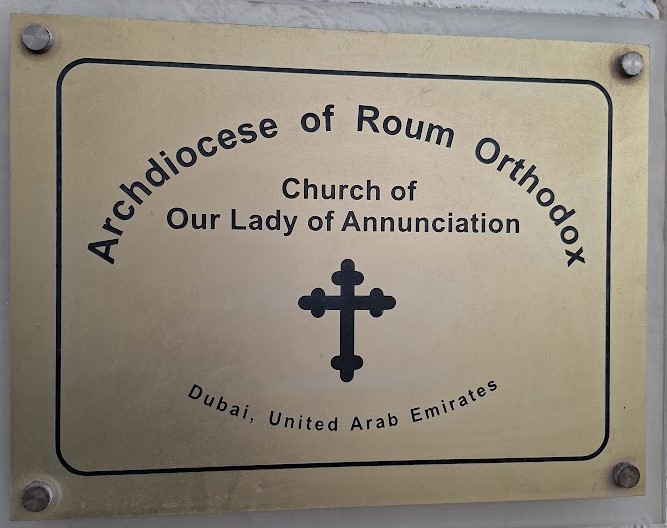 Archdiocese of Roum Orthodox
Church of
Our Lady of Annunciation
Dubai, United Arab Emirates